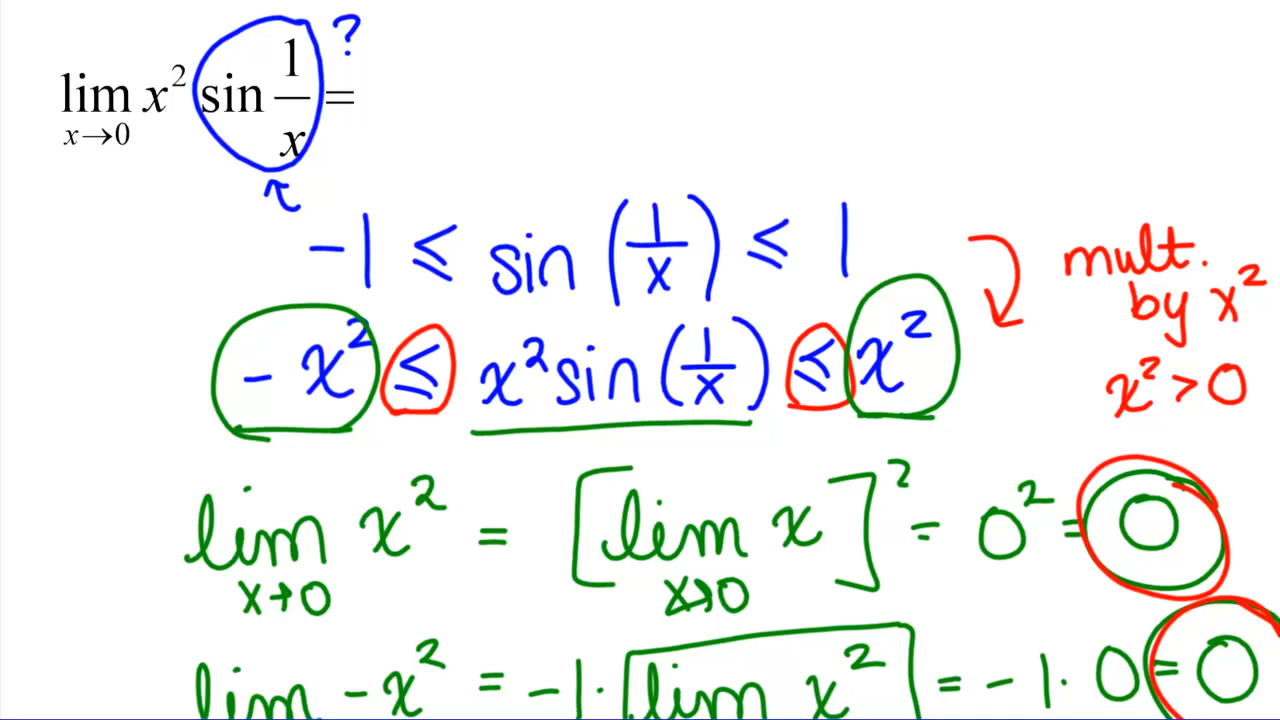 lim x→0 x² sin 1/x = ?
-1 ≤ sin (1/x) ≤ 1
mult. by x²
-x² ≤ x² sin (1/x) ≤ x²
x² > 0
lim x→0 x² = [lim x→0 x]² = 0² = 0
lim -x² = -1 · lim x² = -1 · 0 = 0